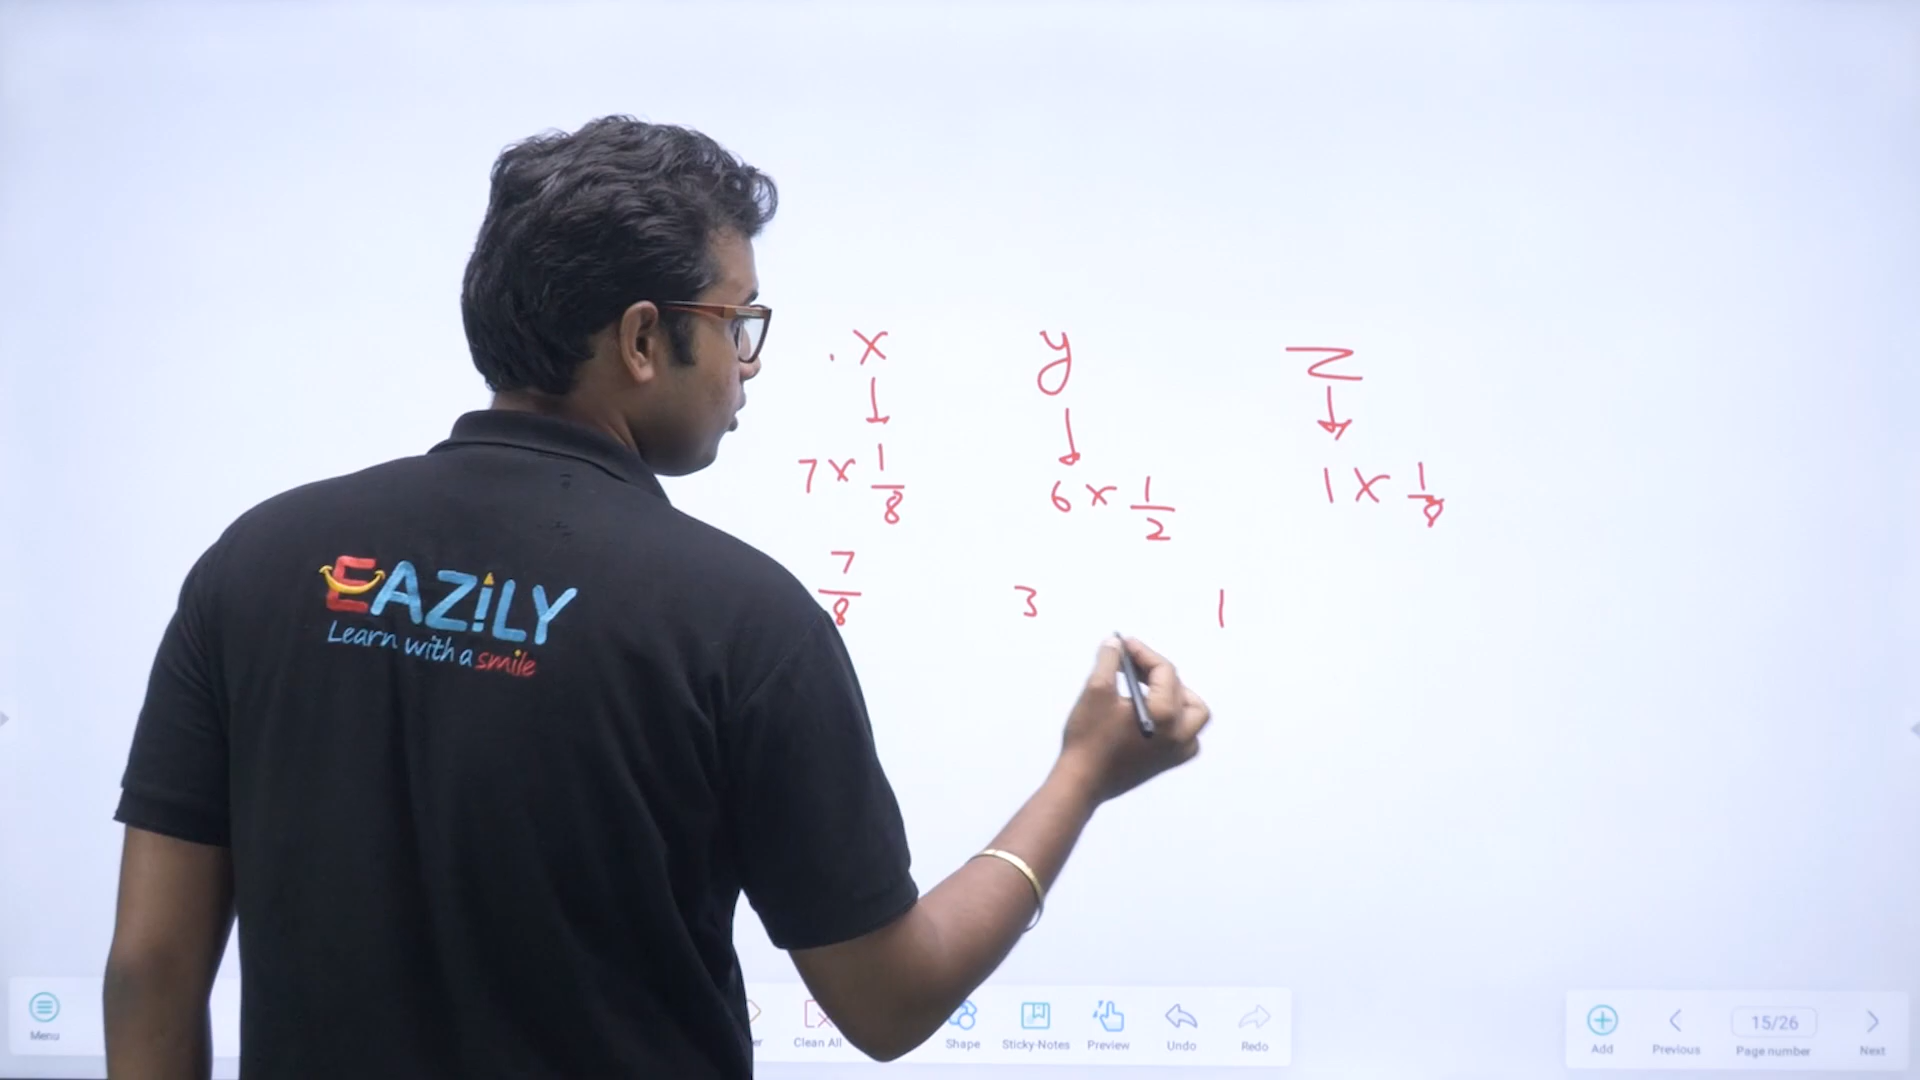 . x y z
7 x 1/8 6 x 1/2 1 x 1/8
7/8 3 1
EAZiLY
Learn with a smile
Menu
Clean All Shape Sticky-Notes Preview Undo Redo
Add Previous 15/26 Page number Next